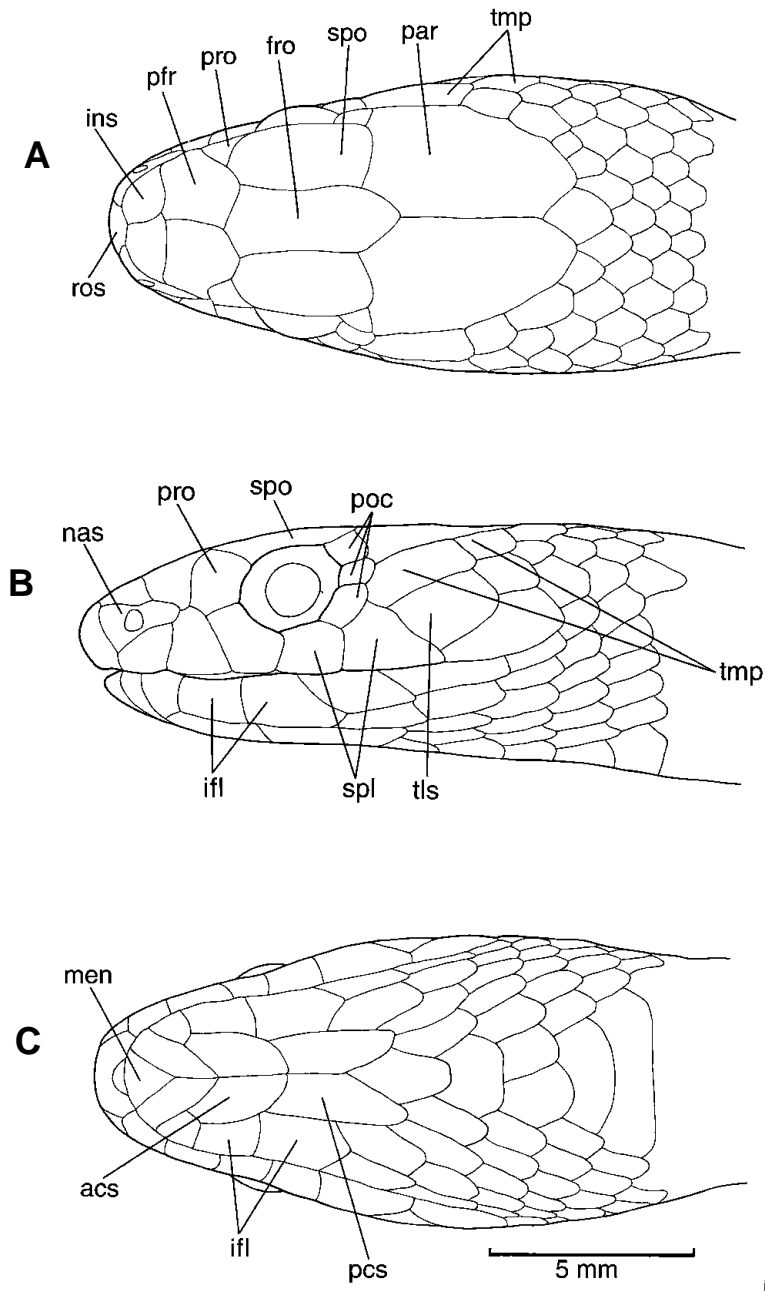 tmp
spo
par
fro
pro
pfr
ins
A
ros
spo
pro
poc
nas
B
tmp
ifl
spl
tls
men
C
acs
ifl
pcs
5 mm